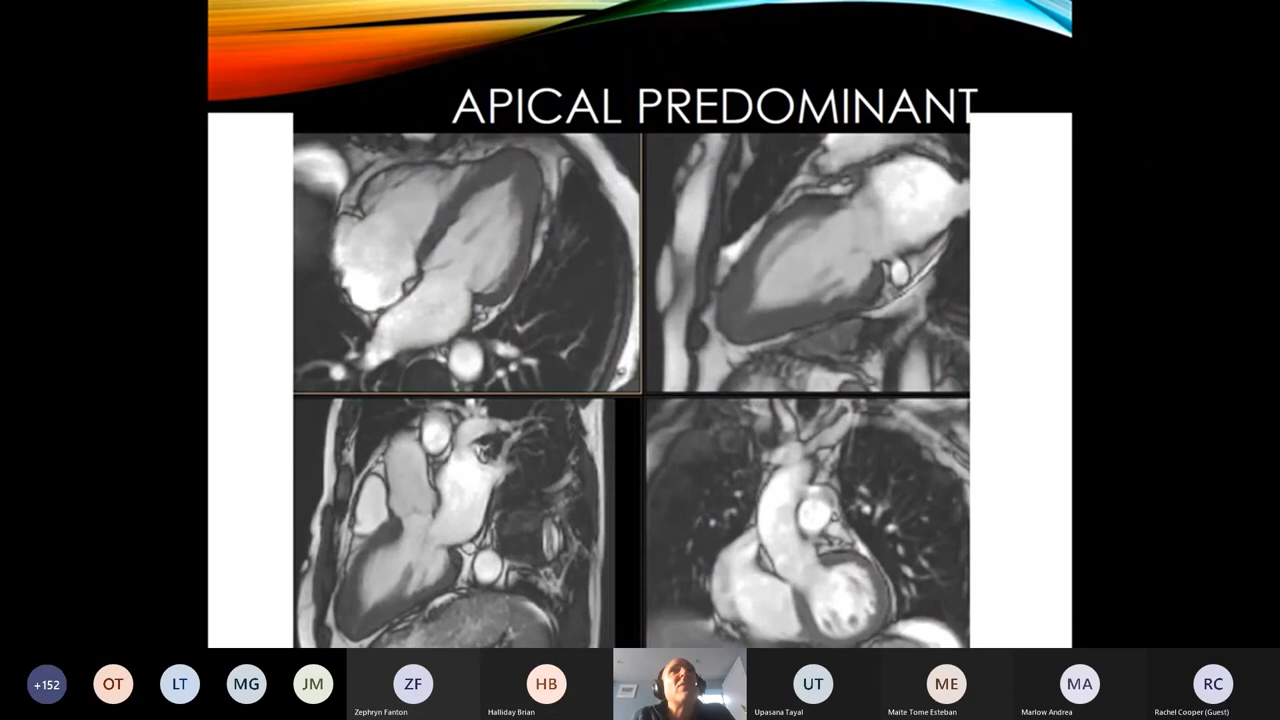 APICAL PREDOMINANT
+152
OT
LT
MG
JM
ZF
HB
UT
ME
MA
RC
Zephryn Fanton
Halliday Brian
Upasana Tayal
Maite Tome Esteban
Marlow Andrea
Rachel Cooper (Guest)